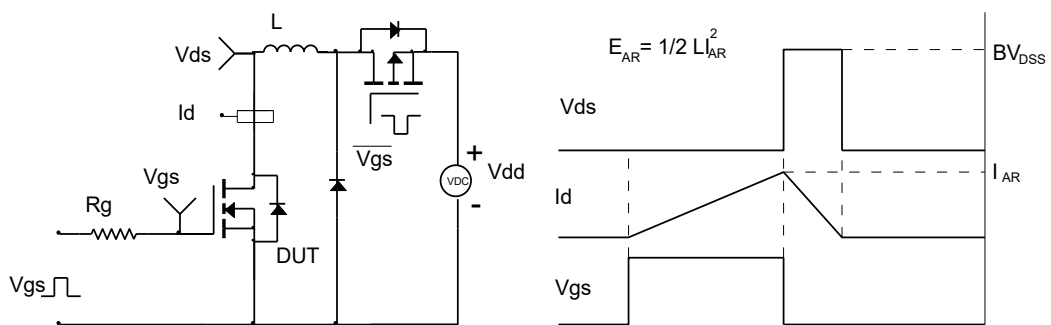 L
Vds
Id
Vgs
Rg
DUT
Vgs
Vgs
+
VDC
Vdd
-
E_AR = 1/2 LI_AR^2
BV_DSS
Vds
I_AR
Id
Vgs